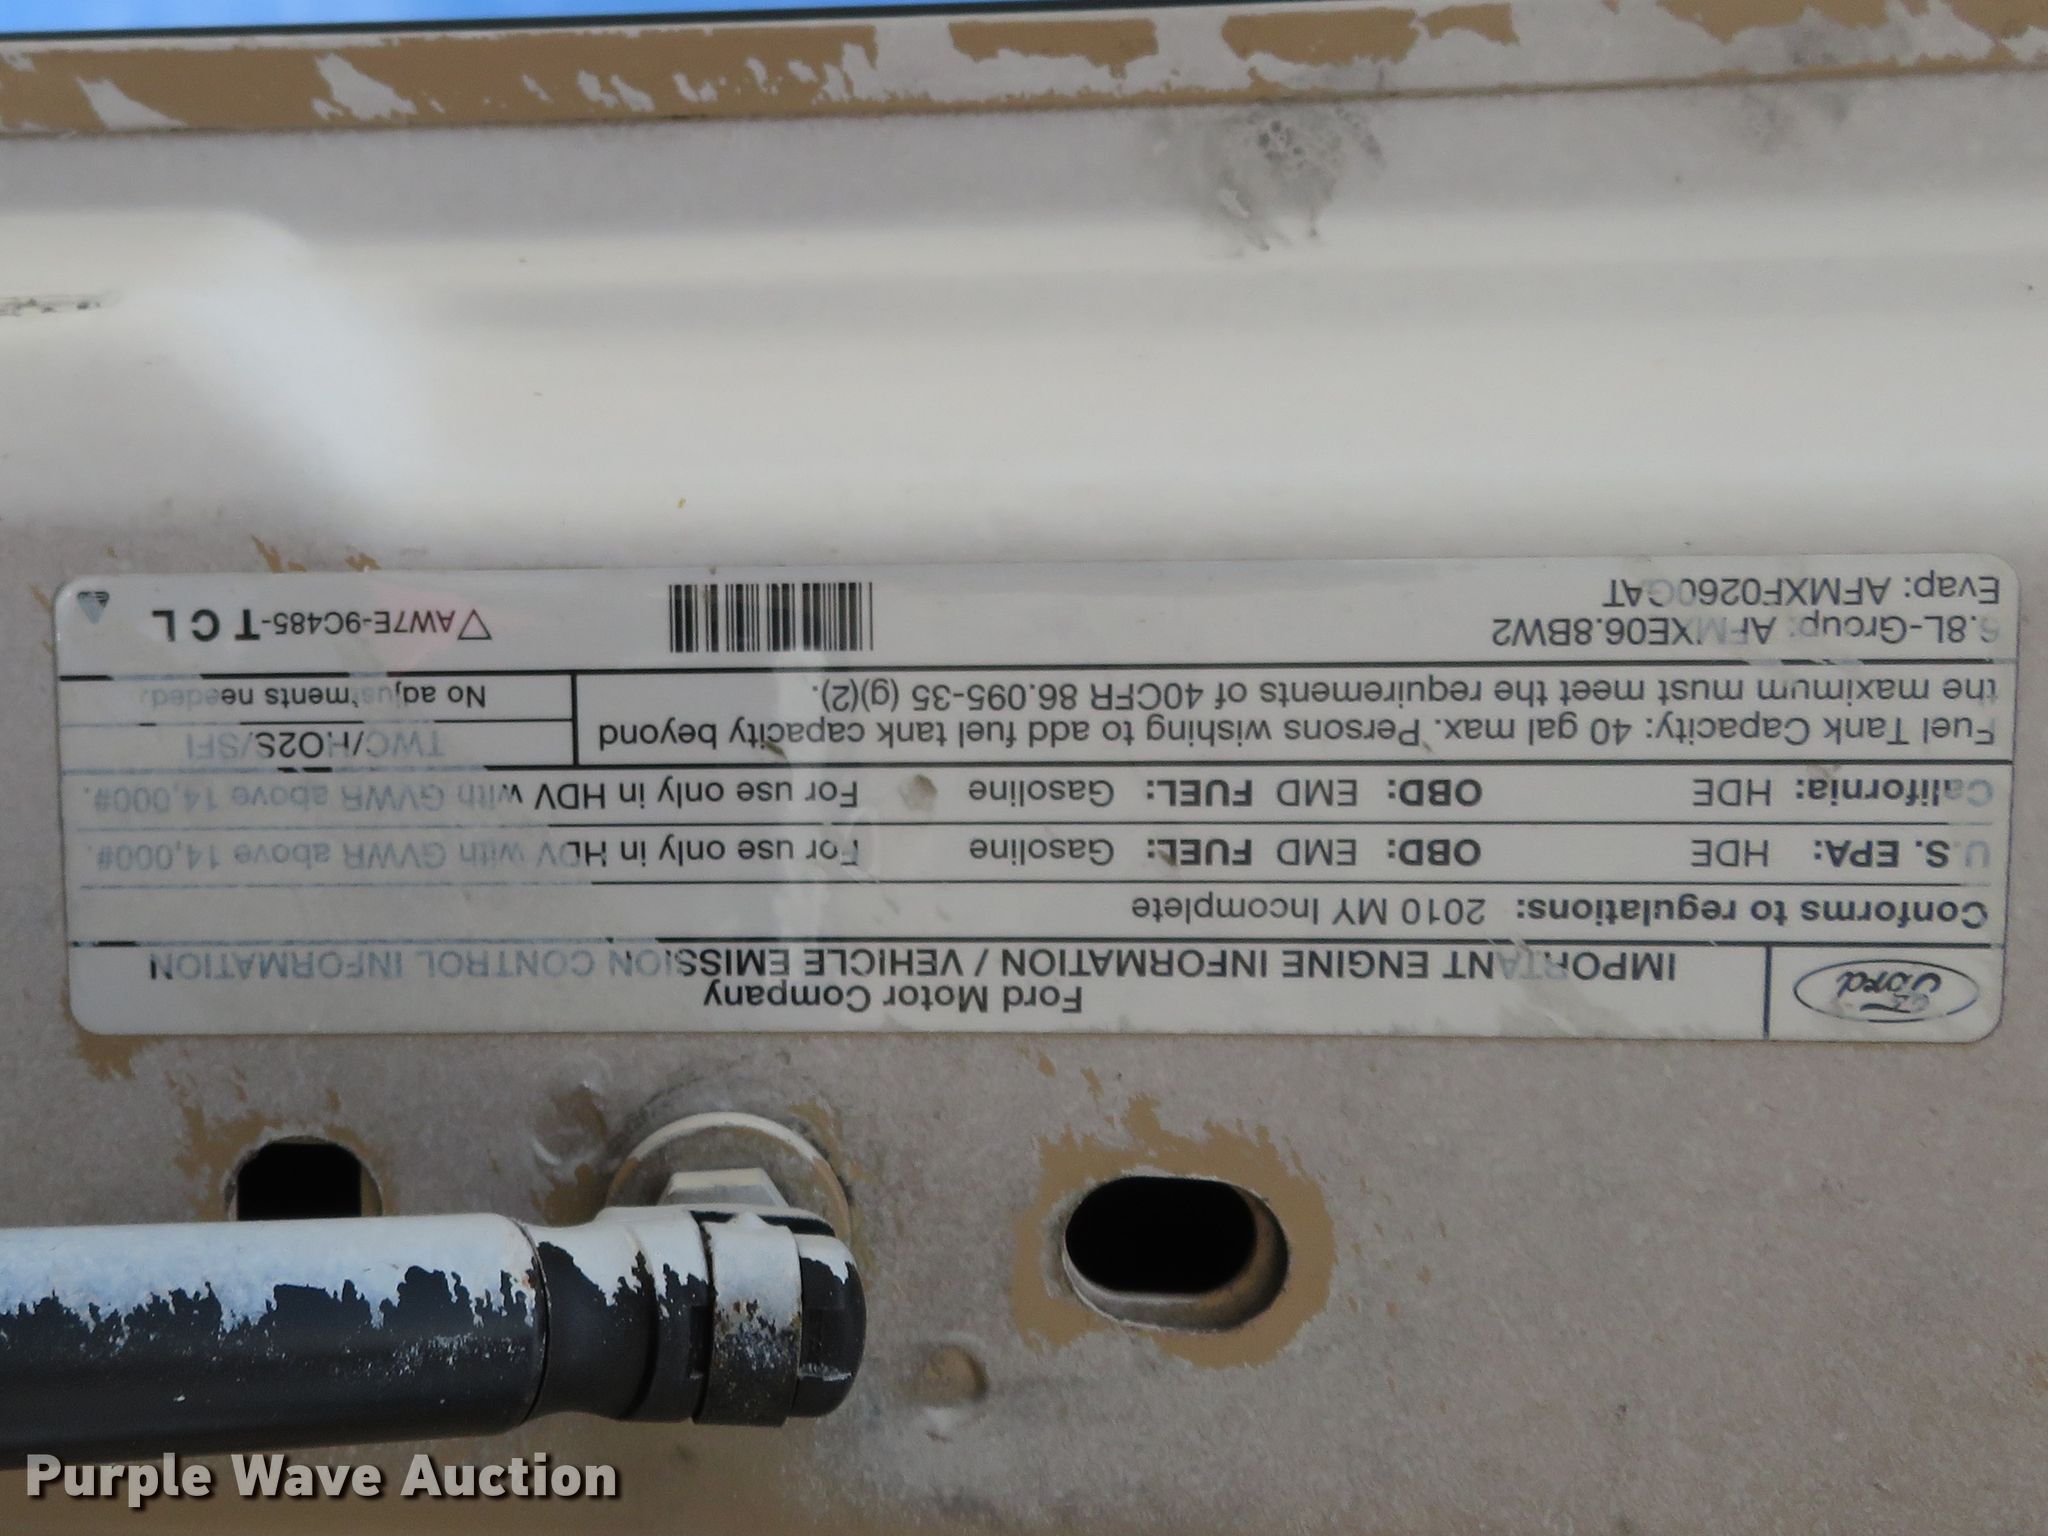 Ford
Ford Motor Company
IMPORTANT ENGINE INFORMATION / VEHICLE EMISSION CONTROL INFORMATION
Conforms to regulations: 2010 MY Incomplete
U.S. EPA: HDE OBD: EMD FUEL: Gasoline For use only in HDV with GVWR above 14,000#.
California: HDE OBD: EMD FUEL: Gasoline For use only in HDV with GVWR above 14,000#.
Fuel Tank Capacity: 40 gal max. Persons wishing to add fuel tank capacity beyond
the maximum must meet the requirements of 40CFR 86.095-35 (g)(2).
TWC/HO2S/SFI
No adjustments needed.
6.8L-Group: AFMXE06.8BW2
Evap: AFMXF0260GAT
▽AW7E-9C485-T C L
Purple Wave Auction